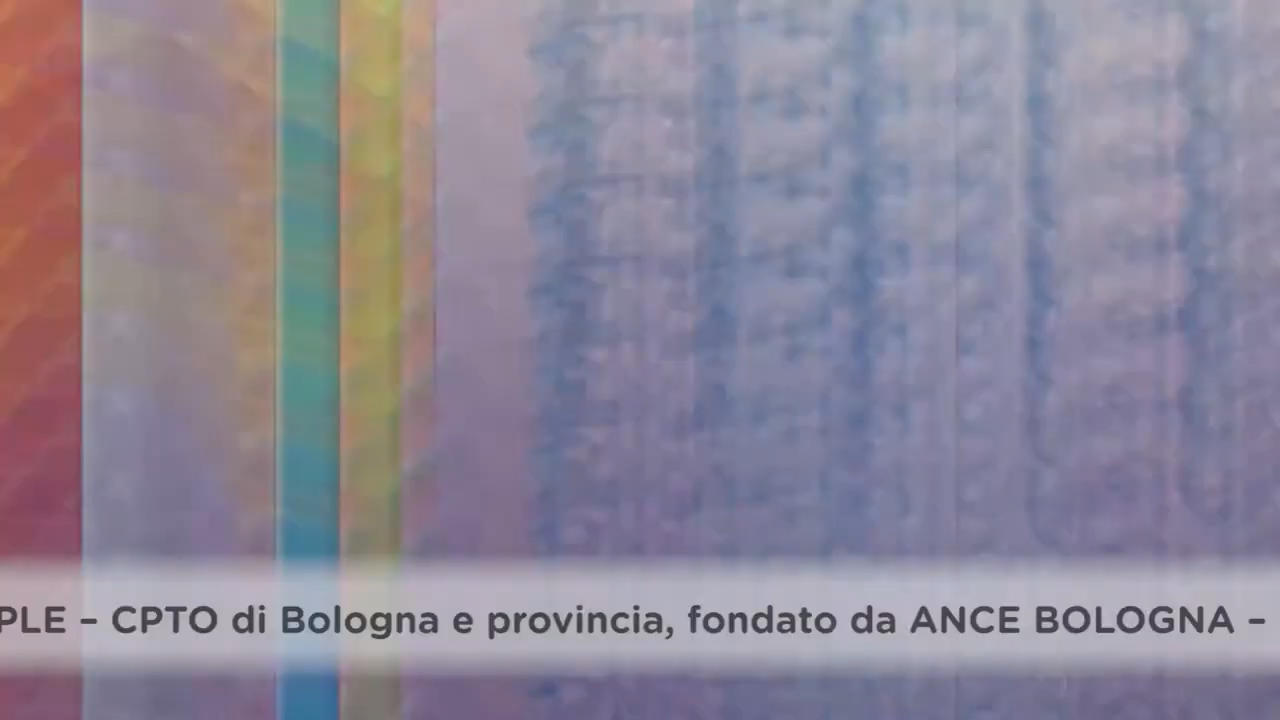 PLE – CPTO di Bologna e provincia, fondato da ANCE BOLOGNA –